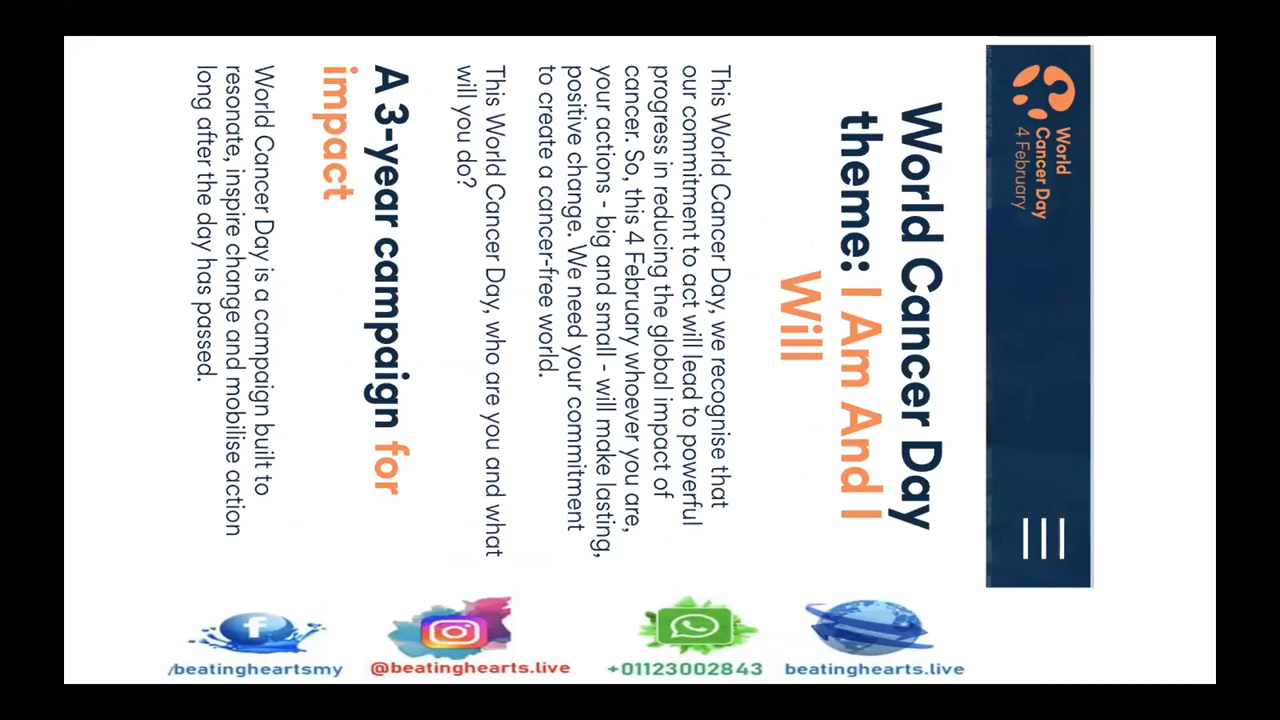 World
Cancer Day
4 February
World Cancer Day
theme: I Am And I
Will
This World Cancer Day, we recognise that
our commitment to act will lead to powerful
progress in reducing the global impact of
cancer. So, this 4 February whoever you are,
your actions - big and small - will make lasting,
positive change. We need your commitment
to create a cancer-free world.
This World Cancer Day, who are you and what
will you do?
A 3-year campaign for
impact
World Cancer Day is a campaign built to
resonate, inspire change and mobilise action
long after the day has passed.
/beatingheartsmy
@beatinghearts.live
+01123002843
beatinghearts.live